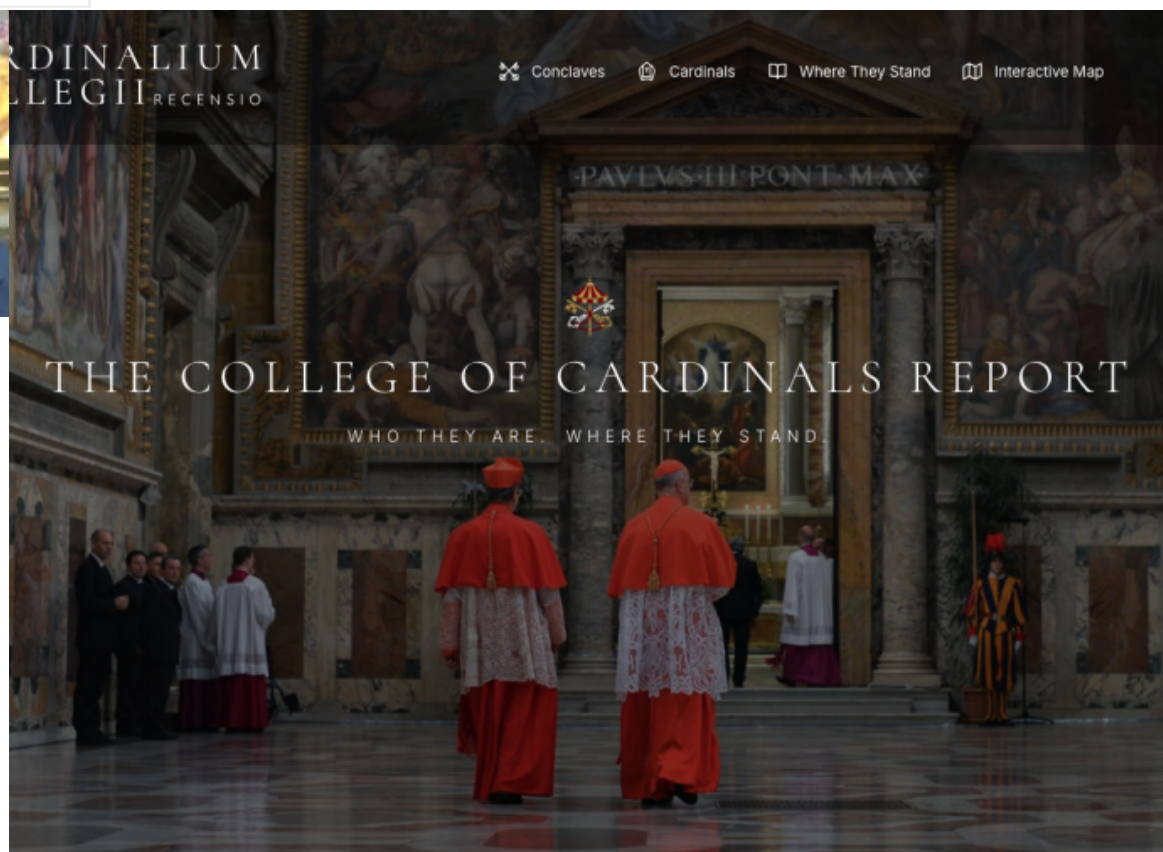 RDINALIUM
LLEGII RECENSIO
Conclaves
Cardinals
Where They Stand
Interactive Map
·PAVLVS·III·PONT·MAX·
THE COLLEGE OF CARDINALS REPORT
WHO THEY ARE. WHERE THEY STAND.